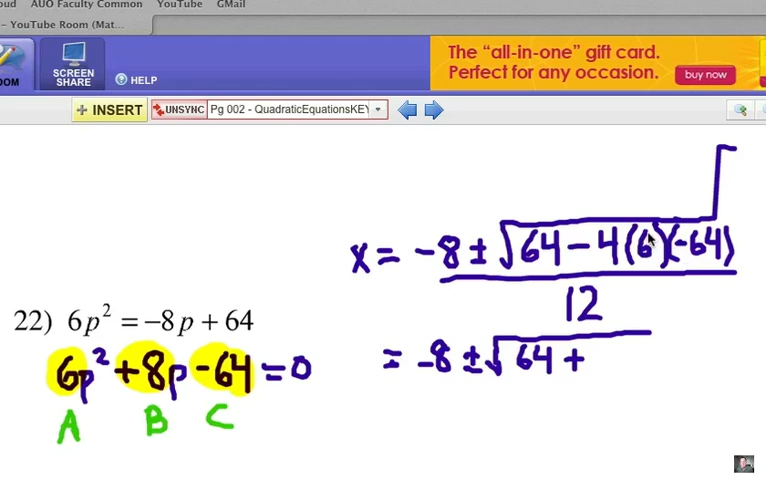 oud AUO Faculty Common YouTube GMail
- YouTube Room (Mat...
OM SCREEN SHARE HELP
The "all-in-one" gift card.
Perfect for any occasion. buy now
+ INSERT UNSYNC Pg 002 - QuadraticEquationsKEY
x = -8 ± √64 - 4(6)(-64)
12
22) 6p² = -8p + 64
= -8 ± √64 +
6p² + 8p - 64 = 0
A B C